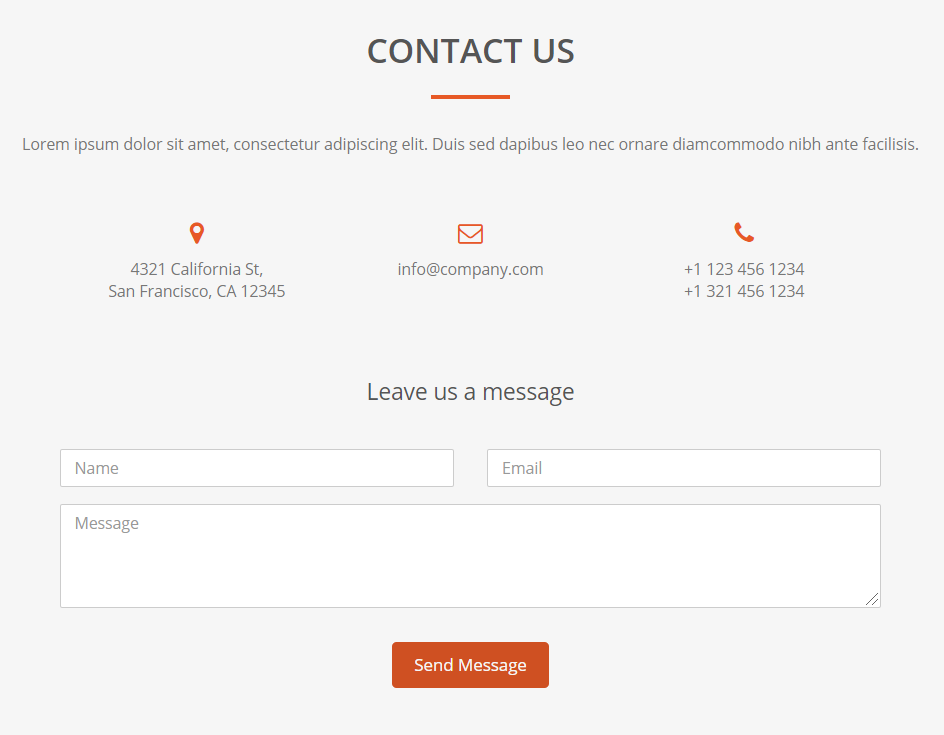 CONTACT US
Lorem ipsum dolor sit amet, consectetur adipiscing elit. Duis sed dapibus leo nec ornare diamcommodo nibh ante facilisis.
4321 California St,
San Francisco, CA 12345
info@company.com
+1 123 456 1234
+1 321 456 1234
Leave us a message
Name
Email
Message
Send Message